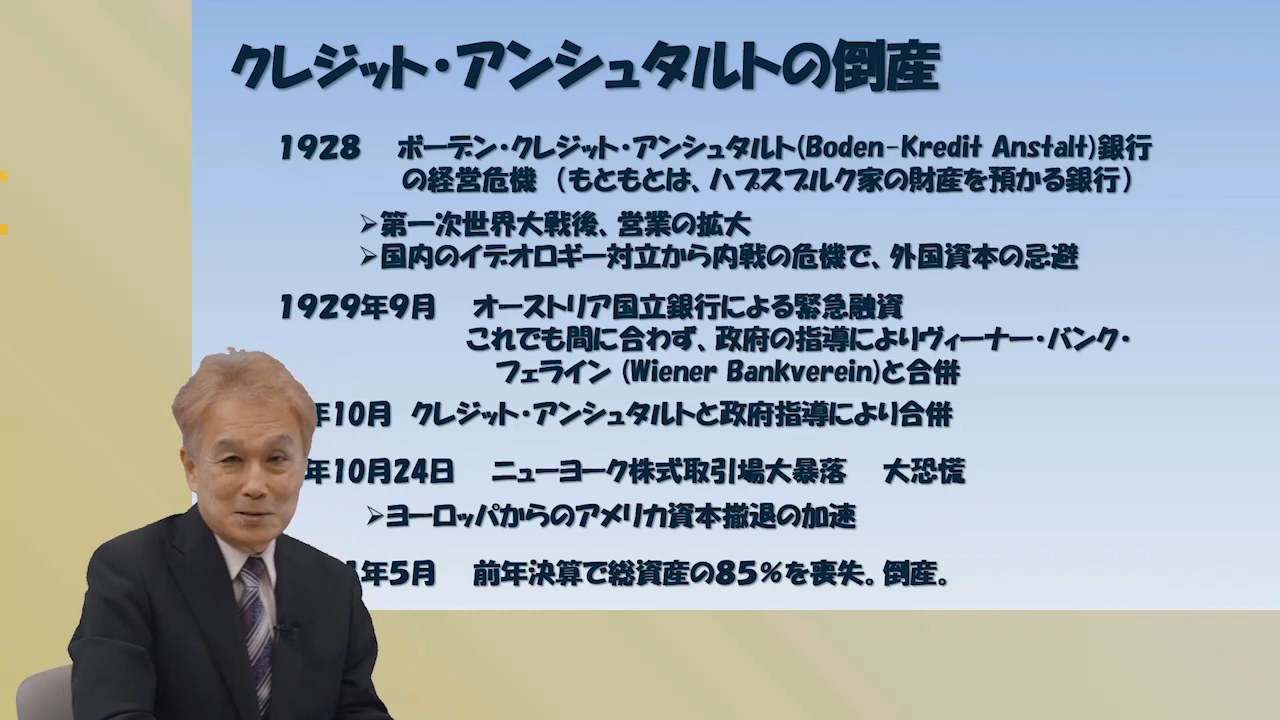 クレジット・アンシュタルトの倒産
1928 ボーデン・クレジット・アンシュタルト(Boden-Kredit Anstalt)銀行
の経営危機 (もともとは、ハプスブルク家の財産を預かる銀行)
➢第一次世界大戦後、営業の拡大
➢国内のイデオロギー対立から内戦の危機で、外国資本の忌避
1929年9月 オーストリア国立銀行による緊急融資
これでも間に合わず、政府の指導によりヴィーナー・バンク・
フェライン (Wiener Bankverein)と合併
年10月 クレジット・アンシュタルトと政府指導により合併
年10月24日 ニューヨーク株式取引場大暴落 大恐慌
➢ヨーロッパからのアメリカ資本撤退の加速
1年5月 前年決算で総資産の85%を喪失。倒産。